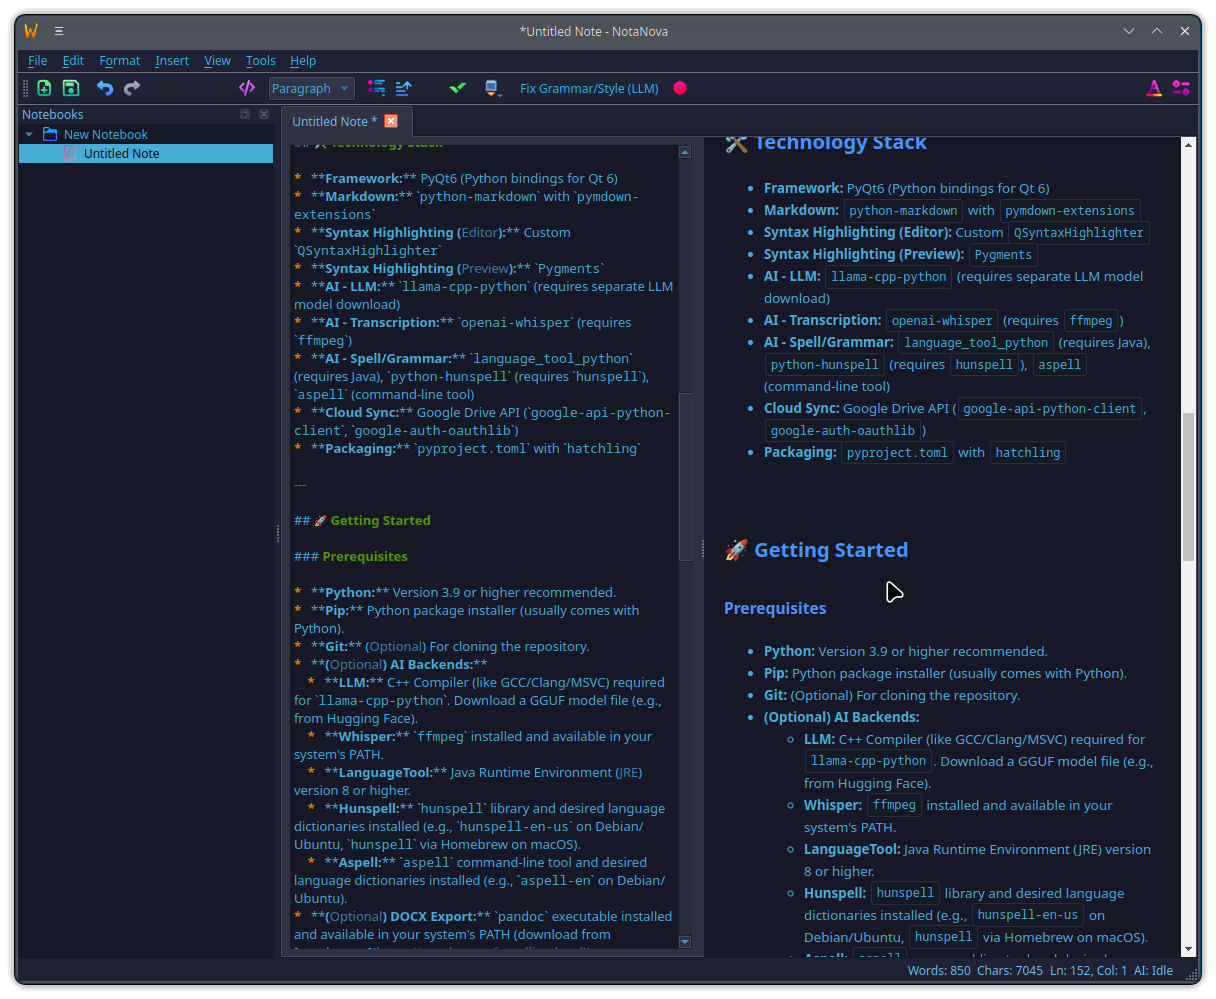 *Untitled Note - NotaNova
File Edit Format Insert View Tools Help
Paragraph Fix Grammar/Style (LLM)
Notebooks
New Notebook
Untitled Note
Untitled Note *
## 🛠️ Technology Stack
* **Framework:** PyQt6 (Python bindings for Qt 6)
* **Markdown:** `python-markdown` with `pymdown-
extensions`
* **Syntax Highlighting (Editor):** Custom
`QSyntaxHighlighter`
* **Syntax Highlighting (Preview):** `Pygments`
* **AI - LLM:** `llama-cpp-python` (requires separate LLM
model download)
* **AI - Transcription:** `openai-whisper` (requires
`ffmpeg`)
* **AI - Spell/Grammar:** `language_tool_python`
(requires Java), `python-hunspell` (requires `hunspell`),
`aspell` (command-line tool)
* **Cloud Sync:** Google Drive API (`google-api-python-
client`, `google-auth-oauthlib`)
* **Packaging:** `pyproject.toml` with `hatchling`
---
## 🚀 Getting Started
### Prerequisites
* **Python:** Version 3.9 or higher recommended.
* **Pip:** Python package installer (usually comes with
Python).
* **Git:** (Optional) For cloning the repository.
* **(Optional) AI Backends:**
* **LLM:** C++ Compiler (like GCC/Clang/MSVC) required
for `llama-cpp-python`. Download a GGUF model file (e.g.,
from Hugging Face).
* **Whisper:** `ffmpeg` installed and available in your
system's PATH.
* **LanguageTool:** Java Runtime Environment (JRE)
version 8 or higher.
* **Hunspell:** `hunspell` library and desired language
dictionaries installed (e.g., `hunspell-en-us` on Debian/
Ubuntu, `hunspell` via Homebrew on macOS).
* **Aspell:** `aspell` command-line tool and desired
language dictionaries installed (e.g., `aspell-en` on Debian/
Ubuntu).
* **(Optional) DOCX Export:** `pandoc` executable installed
and available in your system's PATH (download from
🛠️ Technology Stack
• Framework: PyQt6 (Python bindings for Qt 6)
• Markdown: python-markdown with pymdown-extensions
• Syntax Highlighting (Editor): Custom QSyntaxHighlighter
• Syntax Highlighting (Preview): Pygments
• AI - LLM: llama-cpp-python (requires separate LLM model
download)
• AI - Transcription: openai-whisper (requires ffmpeg )
• AI - Spell/Grammar: language_tool_python (requires Java),
python-hunspell (requires hunspell ), aspell
(command-line tool)
• Cloud Sync: Google Drive API ( google-api-python-client ,
google-auth-oauthlib )
• Packaging: pyproject.toml with hatchling
🚀 Getting Started
Prerequisites
• Python: Version 3.9 or higher recommended.
• Pip: Python package installer (usually comes with Python).
• Git: (Optional) For cloning the repository.
• (Optional) AI Backends:
◦ LLM: C++ Compiler (like GCC/Clang/MSVC) required for
llama-cpp-python . Download a GGUF model file (e.g.,
from Hugging Face).
◦ Whisper: ffmpeg installed and available in your
system's PATH.
◦ LanguageTool: Java Runtime Environment (JRE) version
8 or higher.
◦ Hunspell: hunspell library and desired language
dictionaries installed (e.g., hunspell-en-us on
Debian/Ubuntu, hunspell via Homebrew on macOS).
Words: 850 Chars: 7045 Ln: 152, Col: 1 AI: Idle